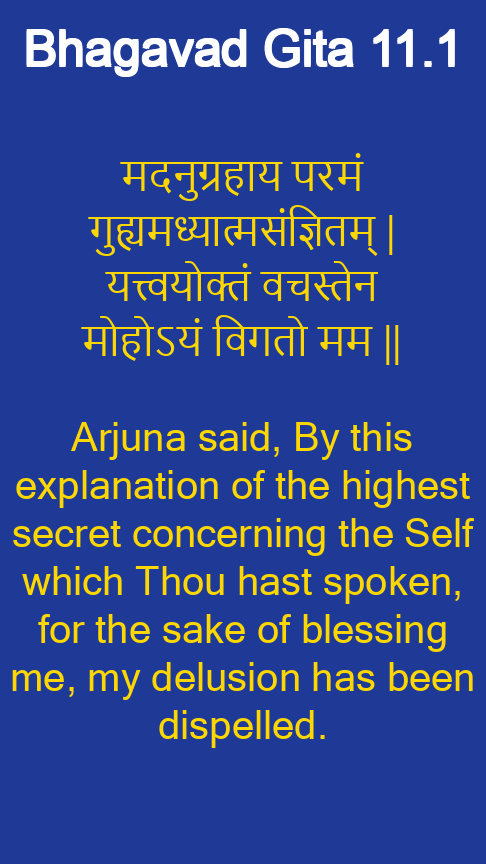 Bhagavad Gita 11.1
मदनुग्रहाय परमं
गुह्यमध्यात्मसंज्ञितम् |
यत्त्वयोक्तं वचस्तेन
मोहोऽयं विगतो मम ||
Arjuna said, By this
explanation of the highest
secret concerning the Self
which Thou hast spoken,
for the sake of blessing
me, my delusion has been
dispelled.